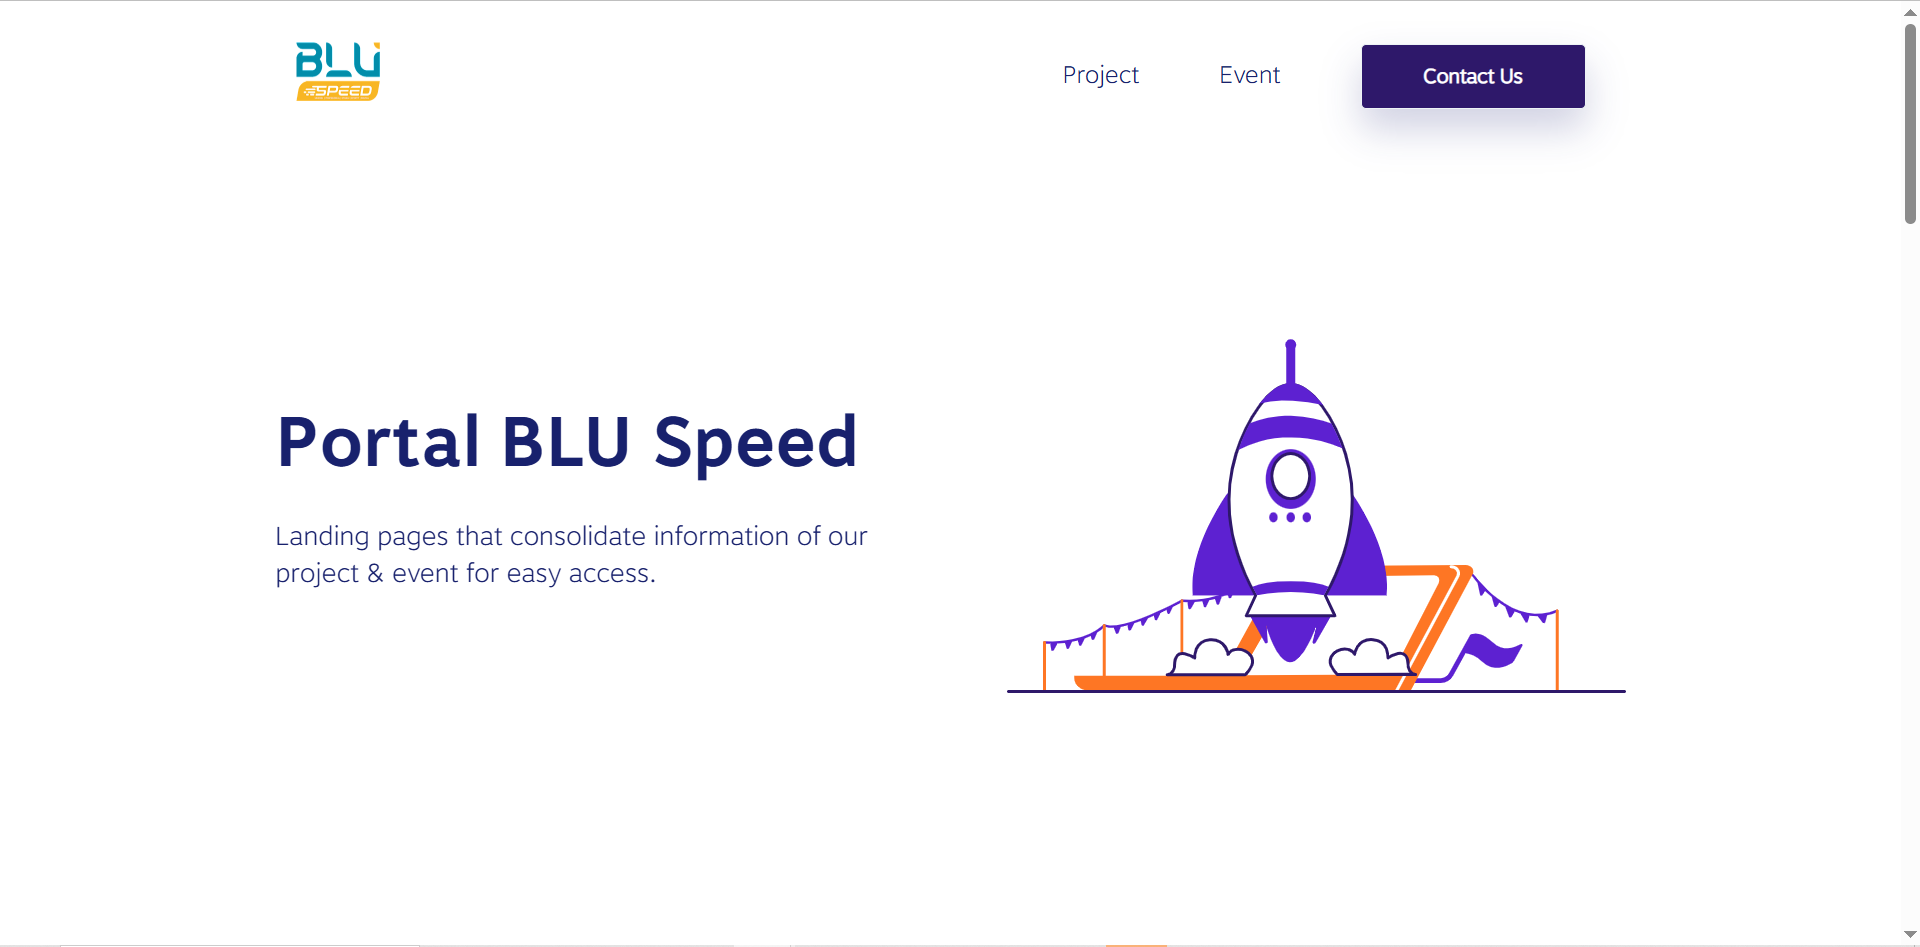 BLU
SPEED
Project
Event
Contact Us
Portal BLU Speed
Landing pages that consolidate information of our
project & event for easy access.